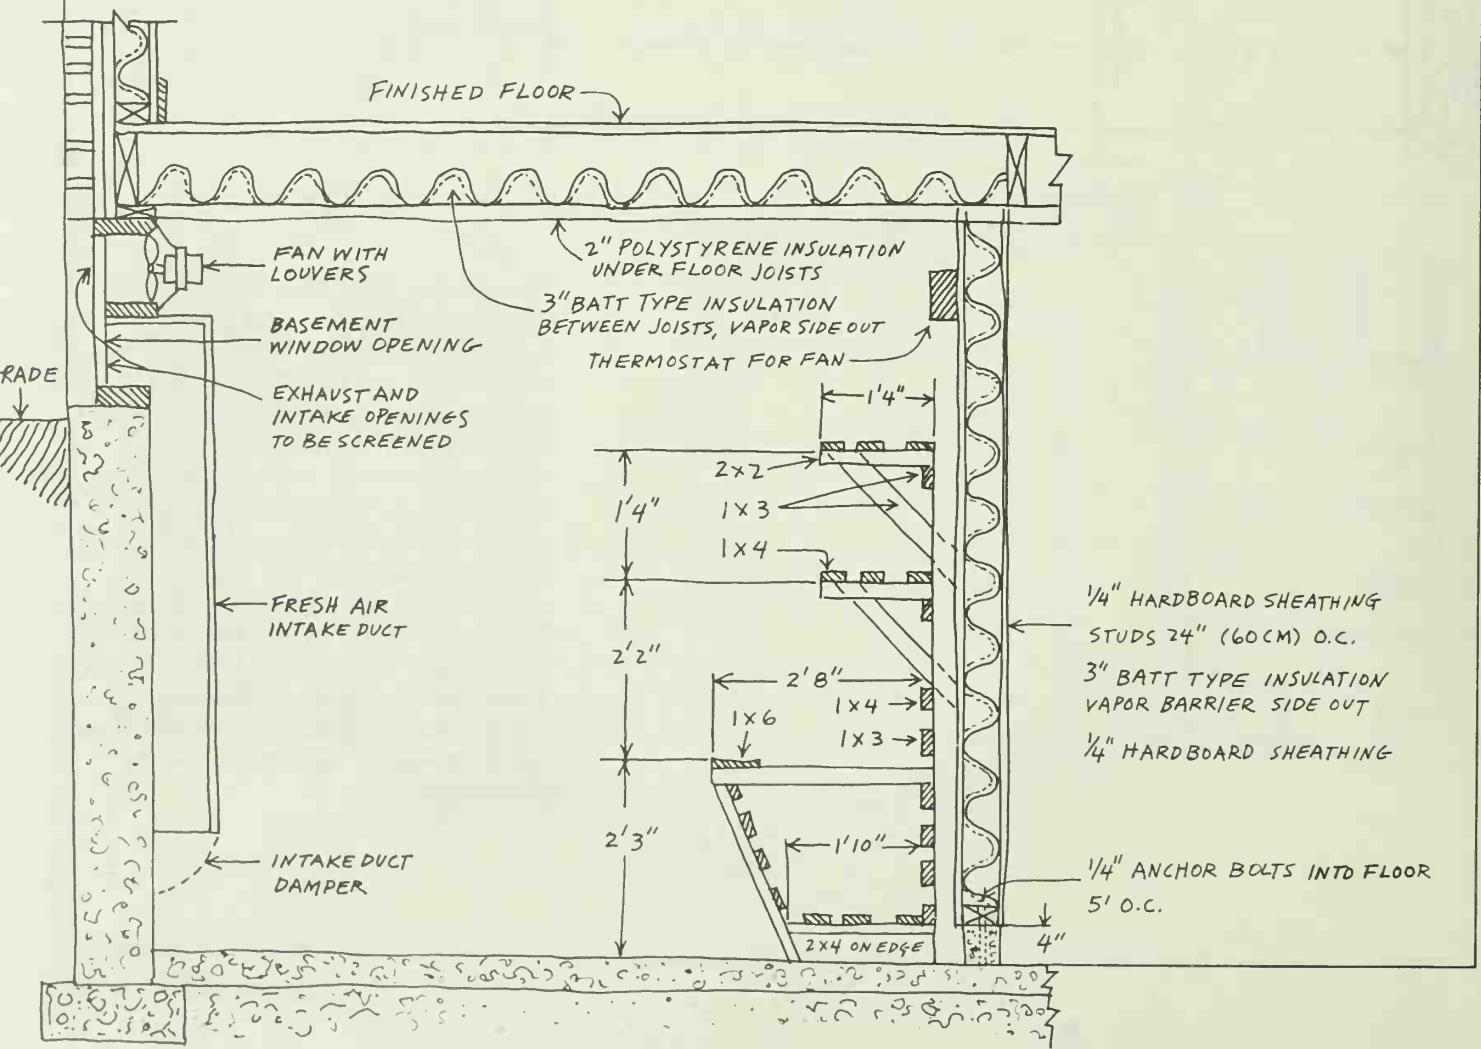 FINISHED FLOOR
FAN WITH
LOUVERS
2" POLYSTYRENE INSULATION
UNDER FLOOR JOISTS
3" BATT TYPE INSULATION
BETWEEN JOISTS, VAPOR SIDE OUT
BASEMENT
WINDOW OPENING
THERMOSTAT FOR FAN
RADE
EXHAUST AND
INTAKE OPENINGS
TO BE SCREENED
1'4"
2x2
1'4"
1x3
1x4
FRESH AIR
INTAKE DUCT
1/4" HARDBOARD SHEATHING
STUDS 24" (60CM) O.C.
3" BATT TYPE INSULATION
VAPOR BARRIER SIDE OUT
1/4" HARDBOARD SHEATHING
2'2"
2'8"
1x4
1x6
1x3
2'3"
1'10"
INTAKE DUCT
DAMPER
1/4" ANCHOR BOLTS INTO FLOOR
5' O.C.
2x4 ON EDGE
4"